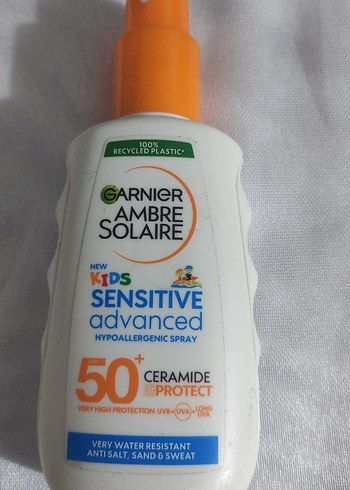 100%
RECYCLED PLASTIC*
GARNIER
AMBRE
SOLAIRE
NEW
KIDS
SENSITIVE
advanced
HYPOALLERGENIC SPRAY
50+
CERAMIDE
PROTECT
VERY HIGH PROTECTION UVB+UVA+LONG UVA
VERY WATER RESISTANT
ANTI SALT, SAND & SWEAT